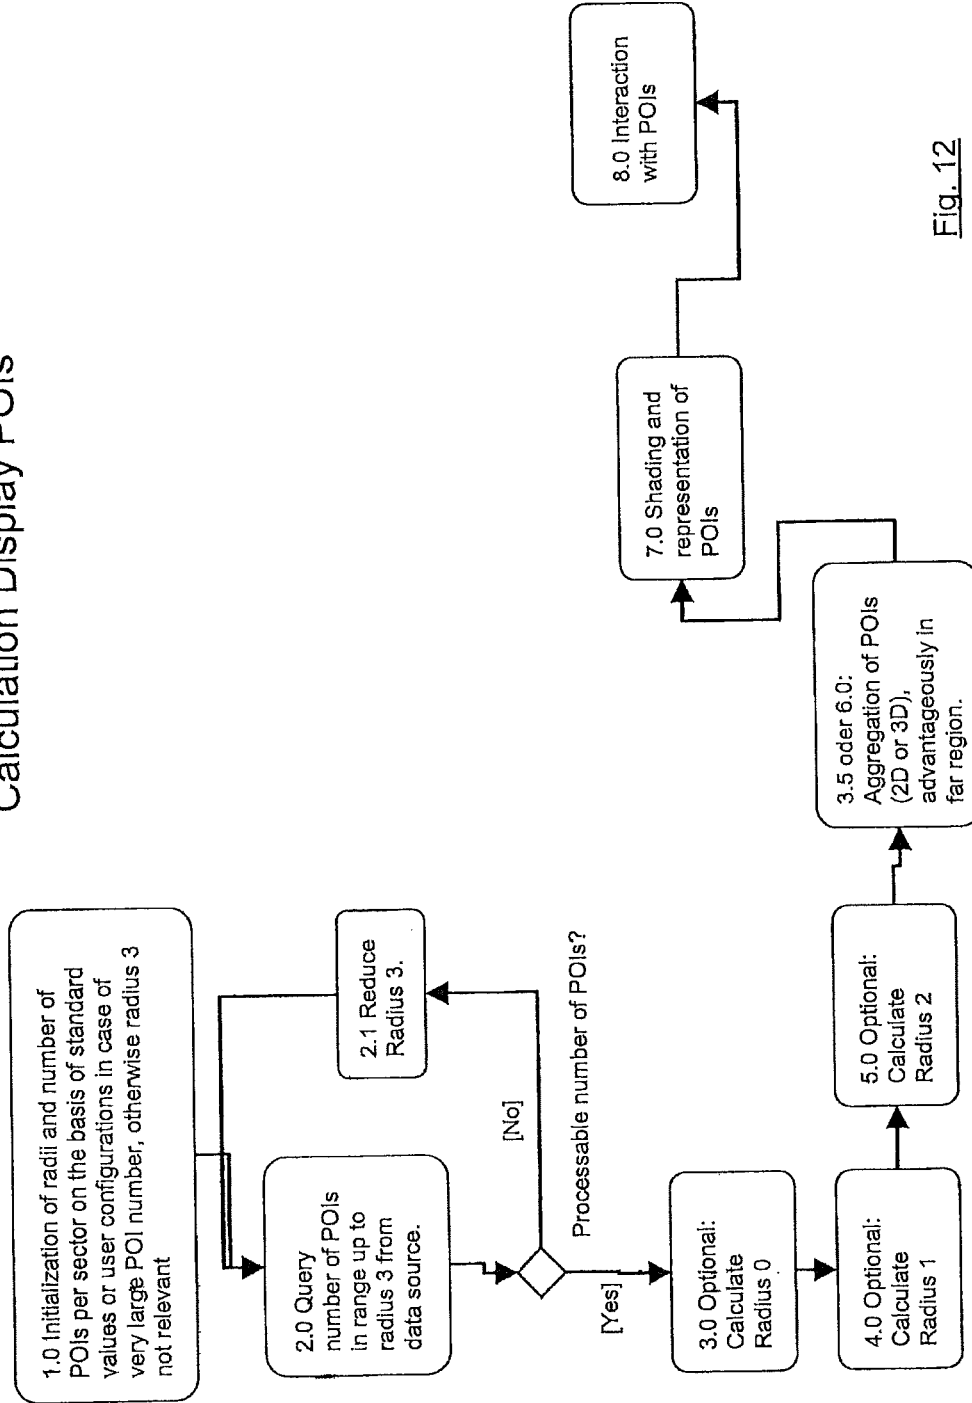 Calculation Display POIs
1.0 Initialization of radii and number of
POIs per sector on the basis of standard
values or user configurations in case of
very large POI number, otherwise radius 3
not relevant
2.0 Query
number of POIs
in range up to
radius 3 from
data source.
2.1 Reduce
Radius 3.
[No]
Processable number of POIs?
[Yes]
3.0 Optional:
Calculate
Radius 0
4.0 Optional:
Calculate
Radius 1
5.0 Optional:
Calculate
Radius 2
3.5 oder 6.0:
Aggregation of POIs
(2D or 3D),
advantageously in
far region.
7.0 Shading and
representation of
POIs
8.0 Interaction
with POIs
Fig. 12